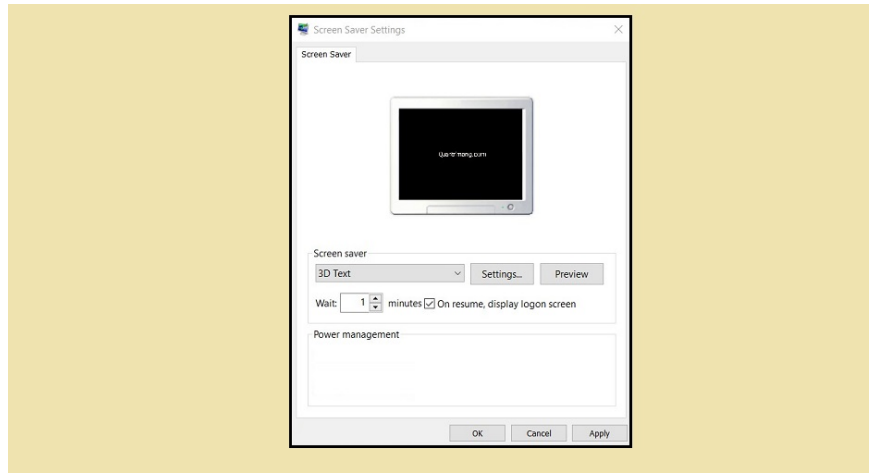 Screen Saver Settings
Screen Saver
Screen saver
3D Text
Settings...
Preview
Wait: 1 minutes On resume, display logon screen
Power management
OK Cancel Apply